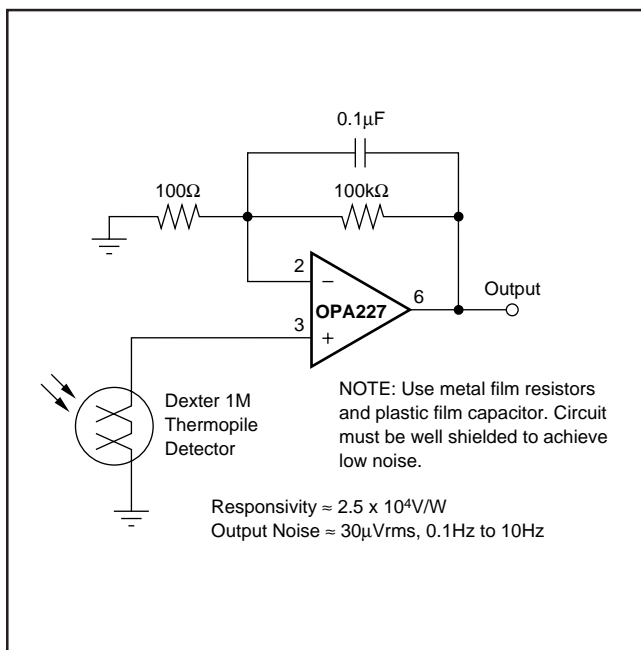 0.1μF
100Ω
100kΩ
2
–
OPA227
6
Output
3
+
Dexter 1M
Thermopile
Detector
NOTE: Use metal film resistors
and plastic film capacitor. Circuit
must be well shielded to achieve
low noise.
Responsivity ≈ 2.5 x 10⁴V/W
Output Noise ≈ 30μVrms, 0.1Hz to 10Hz